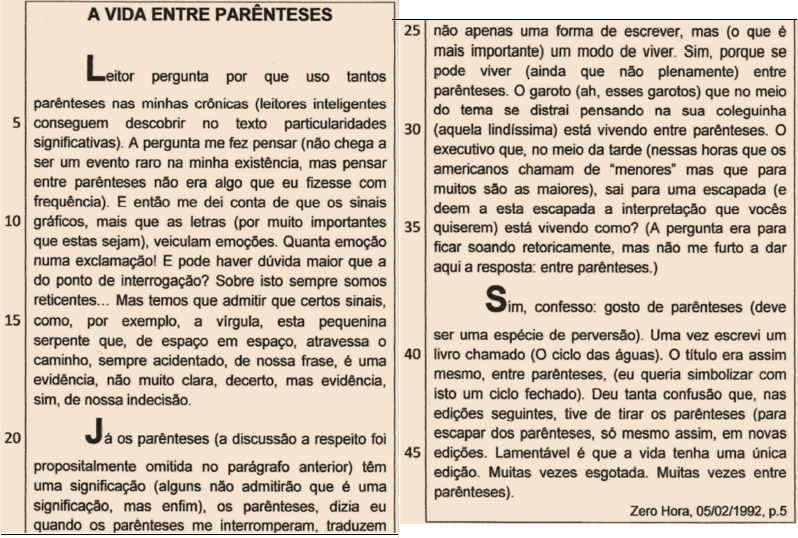 A VIDA ENTRE PARÊNTESES
Leitor pergunta por que uso tantos
parênteses nas minhas crônicas (leitores inteligentes
5 conseguem descobrir no texto particularidades
significativas). A pergunta me fez pensar (não chega a
ser um evento raro na minha existência, mas pensar
entre parênteses não era algo que eu fizesse com
frequência). E então me dei conta de que os sinais
10 gráficos, mais que as letras (por muito importantes
que estas sejam), veiculam emoções. Quanta emoção
numa exclamação! E pode haver dúvida maior que a
do ponto de interrogação? Sobre isto sempre somos
reticentes... Mas temos que admitir que certos sinais,
15 como, por exemplo, a vírgula, esta pequenina
serpente que, de espaço em espaço, atravessa o
caminho, sempre acidentado, de nossa frase, é uma
evidência, não muito clara, decerto, mas evidência,
sim, de nossa indecisão.
20 Já os parênteses (a discussão a respeito foi
propositalmente omitida no parágrafo anterior) têm
uma significação (alguns não admitirão que é uma
significação, mas enfim), os parênteses, dizia eu
quando os parênteses me interromperam, traduzem
25 não apenas uma forma de escrever, mas (o que é
mais importante) um modo de viver. Sim, porque se
pode viver (ainda que não plenamente) entre
parênteses. O garoto (ah, esses garotos) que no meio
do tema se distrai pensando na sua coleguinha
30 (aquela lindíssima) está vivendo entre parênteses. O
executivo que, no meio da tarde (nessas horas que os
americanos chamam de "menores" mas que para
muitos são as maiores), sai para uma escapada (e
deem a esta escapada a interpretação que vocês
35 quiserem) está vivendo como? (A pergunta era para
ficar soando retoricamente, mas não me furto a dar
aqui a resposta: entre parênteses.)
Sim, confesso: gosto de parênteses (deve
ser uma espécie de perversão). Uma vez escrevi um
40 livro chamado (O ciclo das águas). O título era assim
mesmo, entre parênteses, (eu queria simbolizar com
isto um ciclo fechado). Deu tanta confusão que, nas
edições seguintes, tive de tirar os parênteses (para
escapar dos parênteses, só mesmo assim, em novas
45 edições. Lamentável é que a vida tenha uma única
edição. Muitas vezes esgotada. Muitas vezes entre
parênteses).
Zero Hora, 05/02/1992, p.5